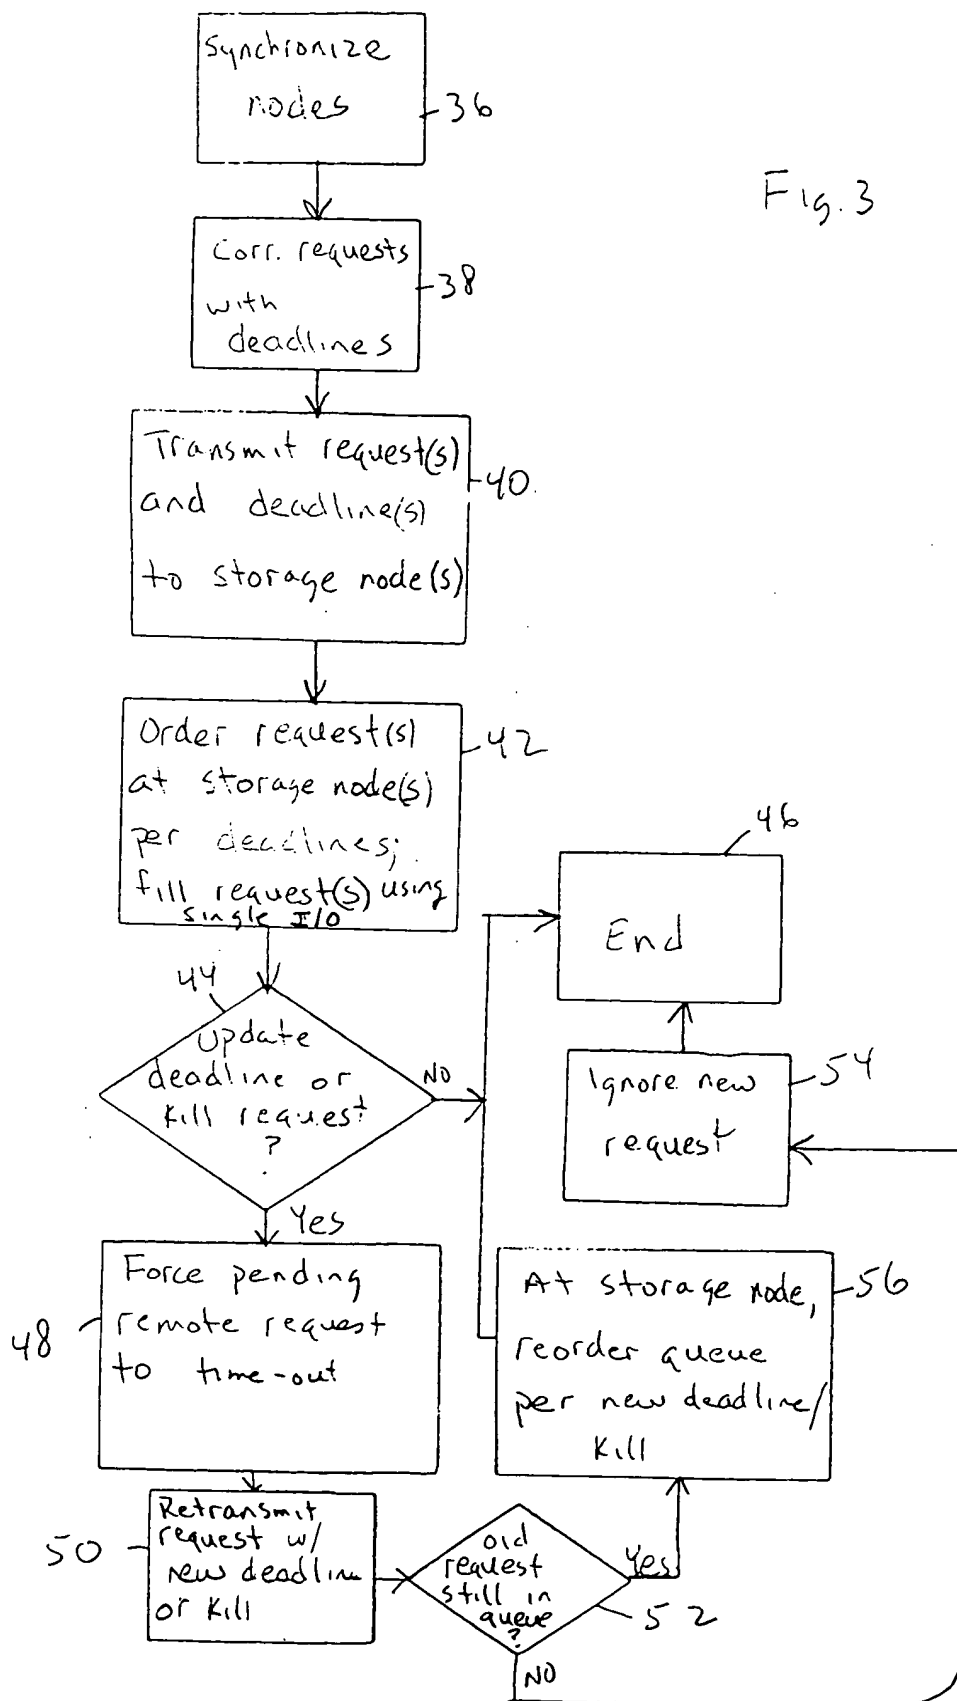 Synchronize
nodes
36
Fig. 3
Corr. requests
with
deadlines
38
Transmit request(s)
and deadline(s)
to storage node(s)
40
Order request(s)
at storage node(s)
per deadlines;
fill request(s) using
single I/O
42
46
End
44
Update
deadline or
Kill request
?
NO
Yes
Ignore new
request
54
Force pending
remote request
to time-out
48
At storage node,
reorder queue
per new deadline/
Kill
56
Retransmit
request w/
new deadline
or Kill
50
old
request
still in
queue
?
Yes
52
NO